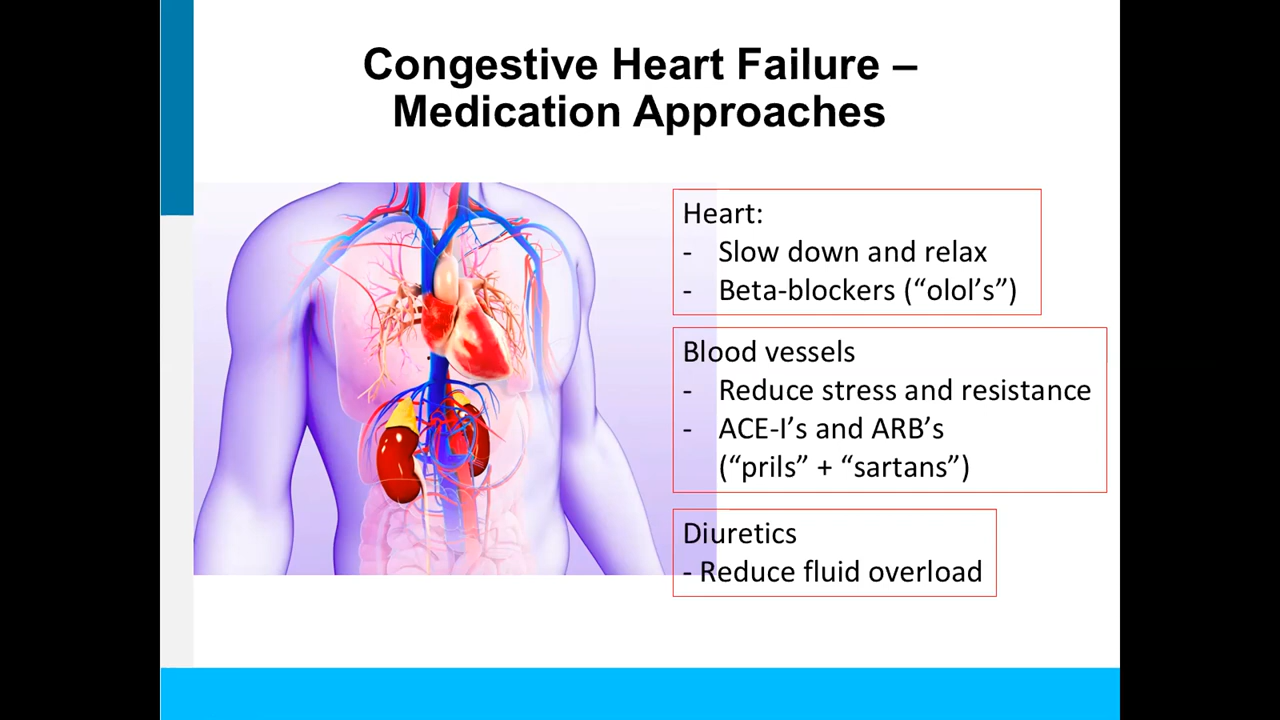 Congestive Heart Failure –
Medication Approaches
Heart:
- Slow down and relax
- Beta-blockers (“olol’s”)
Blood vessels
- Reduce stress and resistance
- ACE-I’s and ARB’s
(“prils” + “sartans”)
Diuretics
- Reduce fluid overload